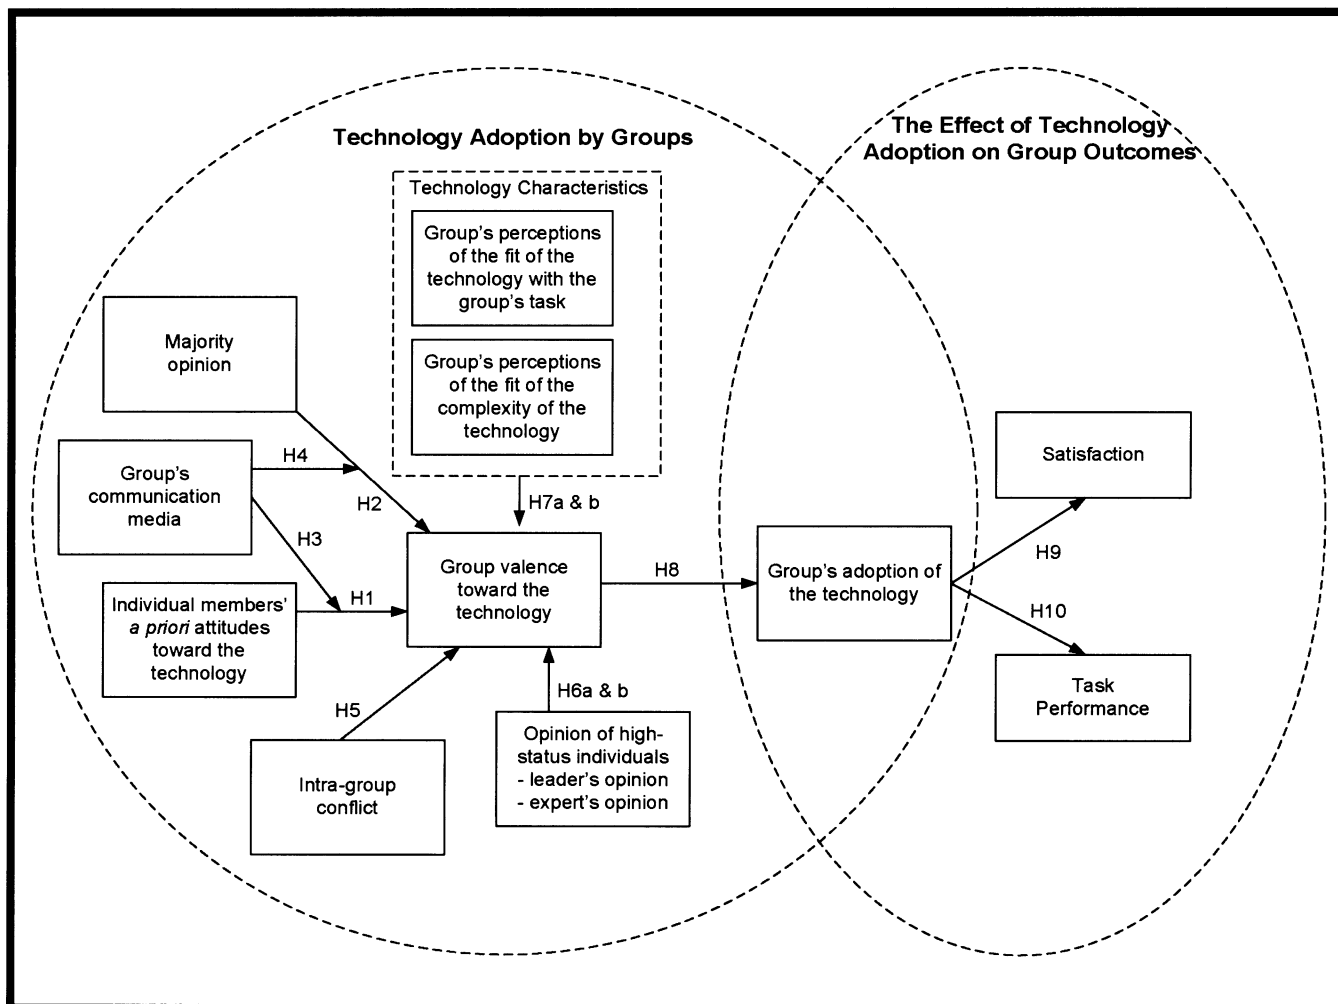 Technology Adoption by Groups
The Effect of Technology
Adoption on Group Outcomes
Technology Characteristics
Group's perceptions
of the fit of the
technology with the
group's task
Group's perceptions
of the fit of the
complexity of the
technology
Majority
opinion
Group's
communication
media
H4
H2
H3
H7a & b
Individual members'
a priori attitudes
toward the
technology
H1
Group valence
toward the
technology
H8
Group's adoption of
the technology
Satisfaction
H9
H10
Task
Performance
H5
Intra-group
conflict
H6a & b
Opinion of high-
status individuals
- leader's opinion
- expert's opinion